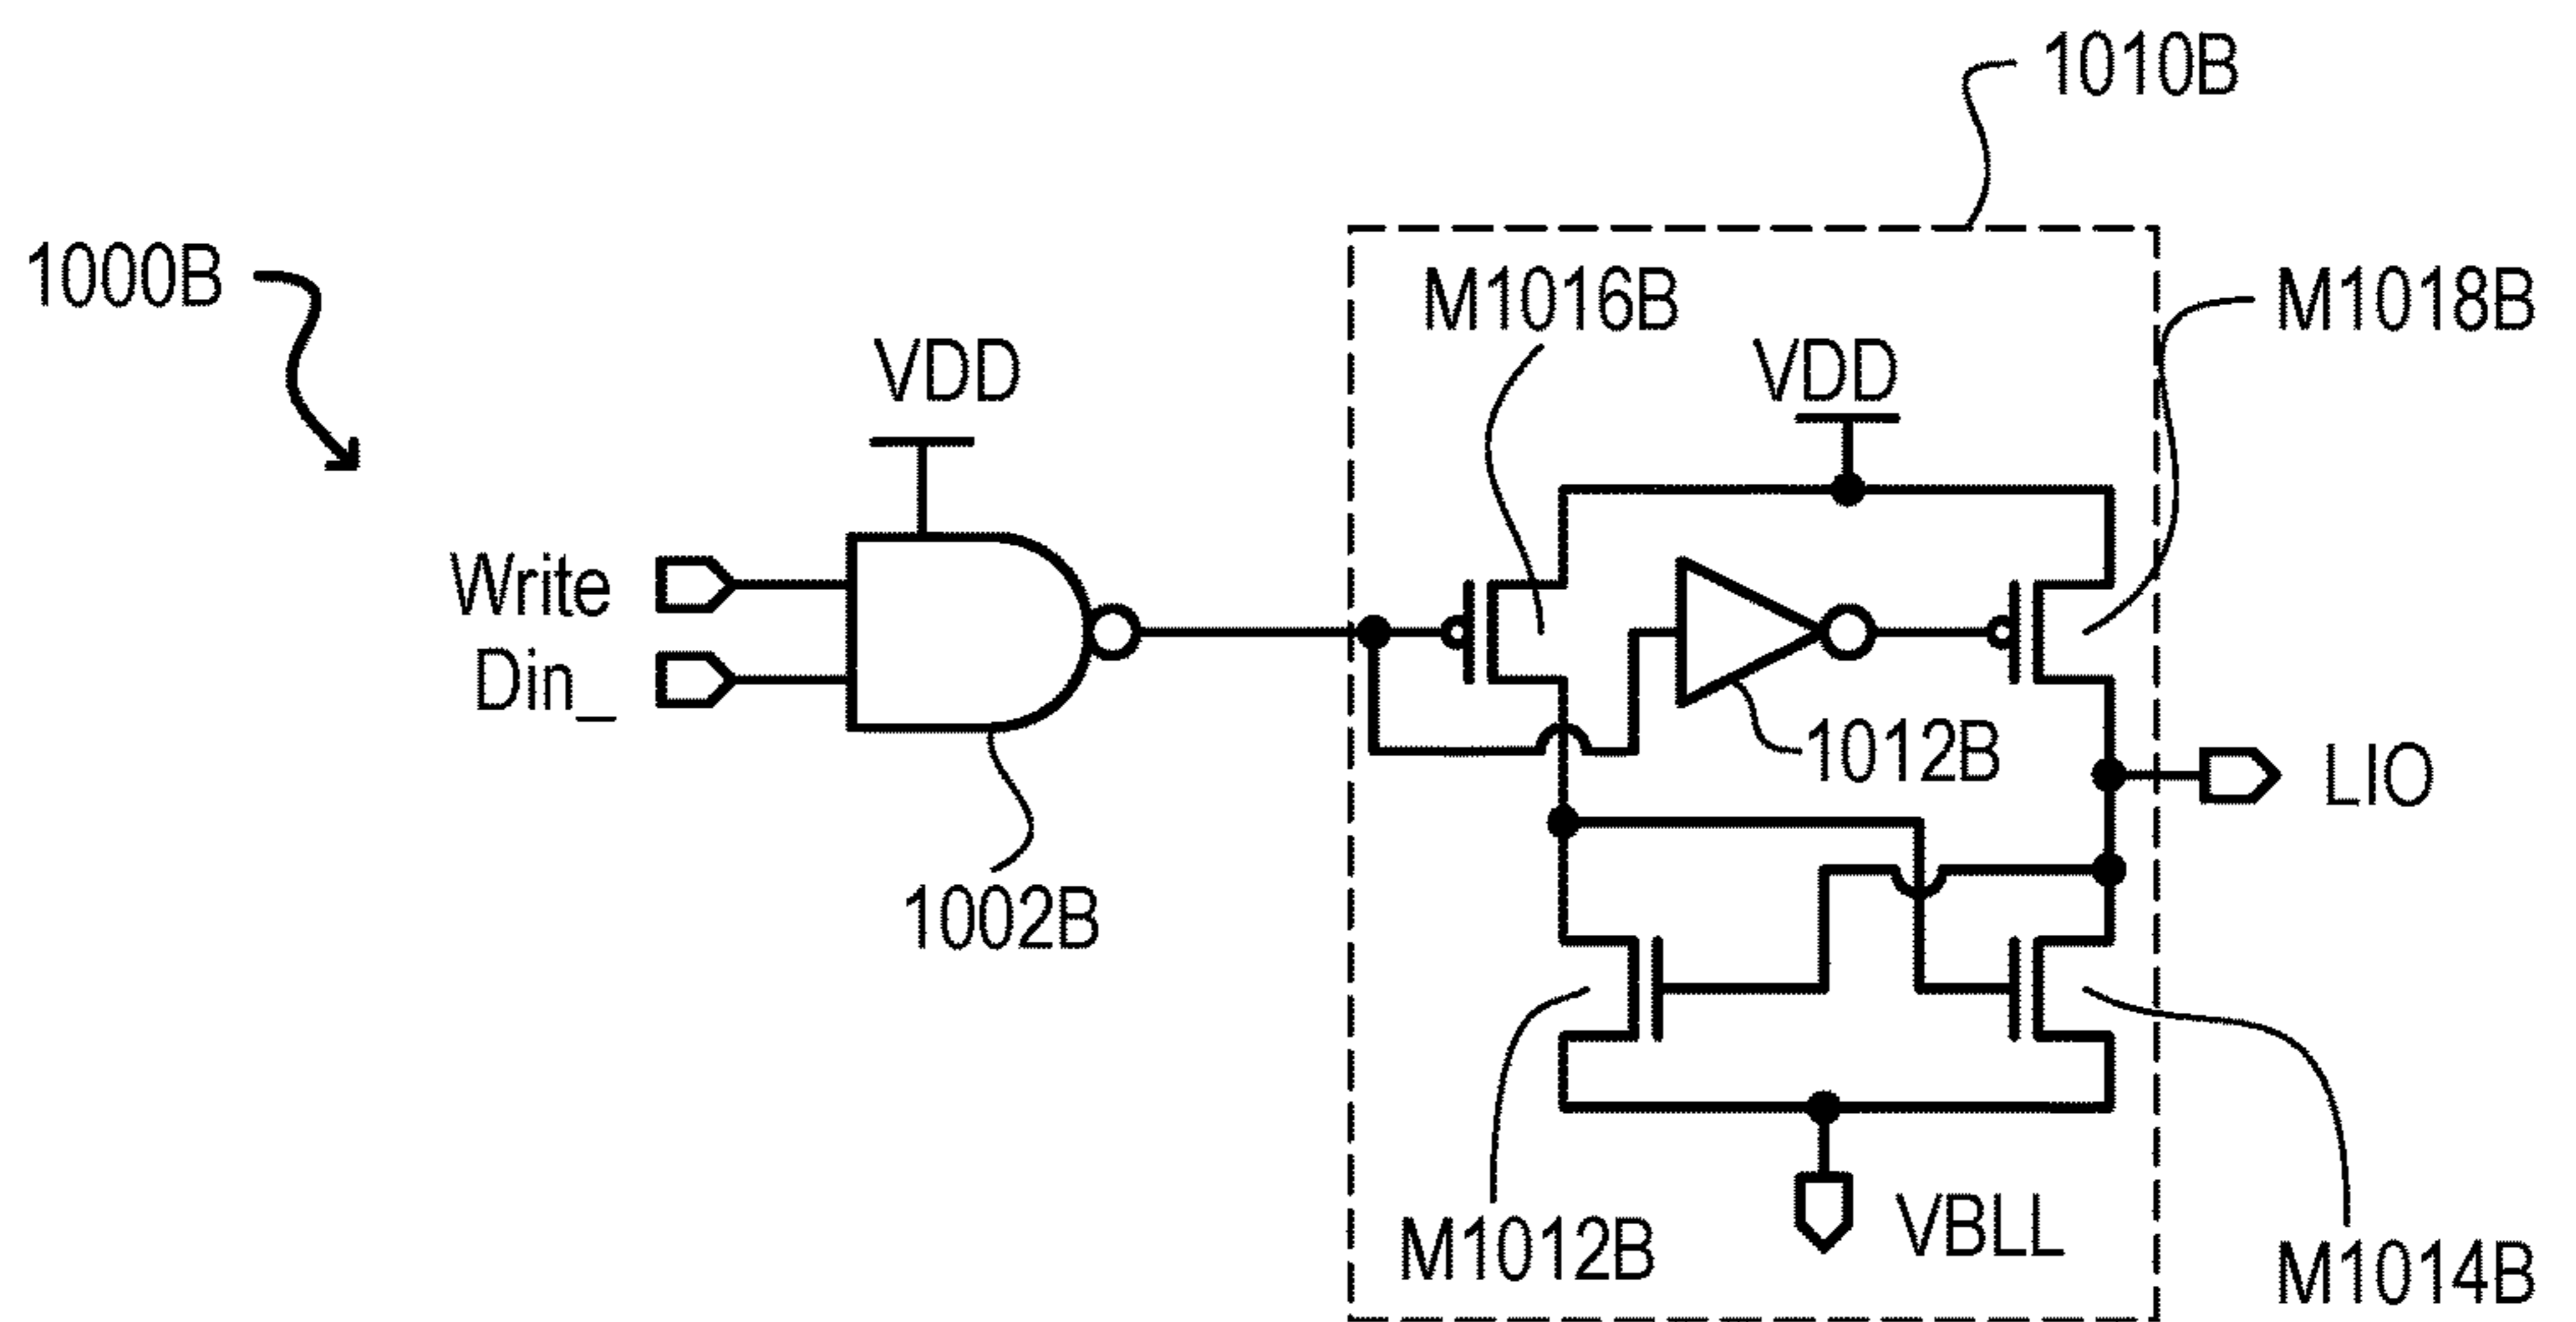 1010B
1000B
M1016B
M1018B
VDD
VDD
Write
Din_
1012B
LIO
1002B
VBLL
M1012B
M1014B